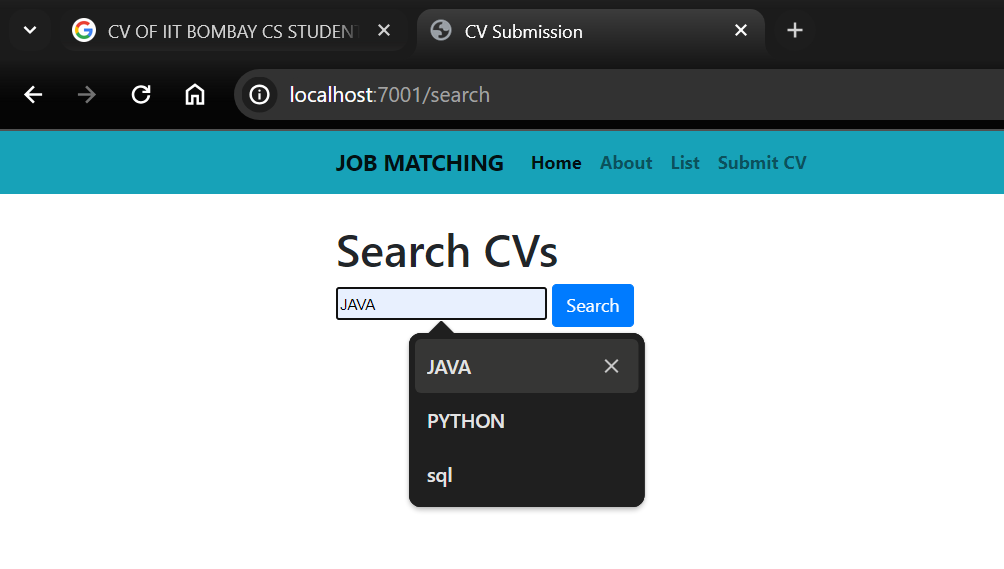 CV OF IIT BOMBAY CS STUDENT
CV Submission
localhost:7001/search
JOB MATCHING Home About List Submit CV
Search CVs
JAVA Search
JAVA
PYTHON
sql